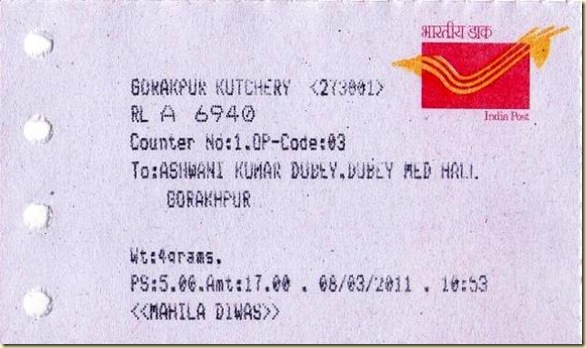 भारतीय डाक
India Post
GORAKPUR KUTCHERY <273001>
RL A 6940
Counter No:1,OP-Code:03
To:ASHWANI KUMAR DUBEY,DUBEY MED HALL
GORAKHPUR
Wt:4grams,
PS:5.00,Amt:17.00 , 08/03/2011 , 10:53
<<MAHILA DIWAS>>